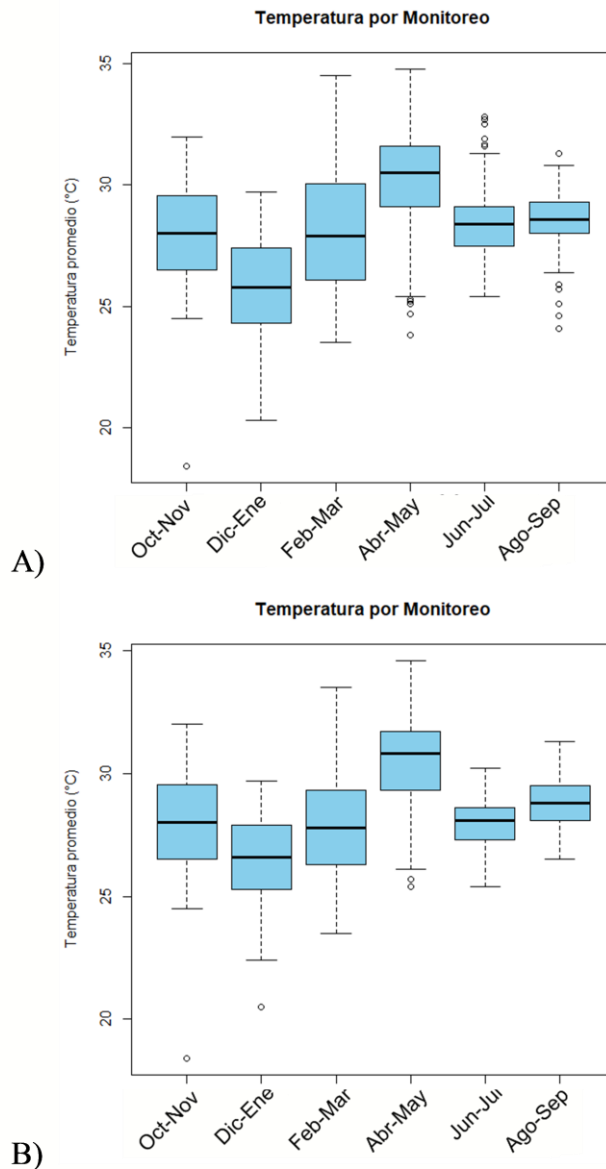 Temperatura por Monitoreo
Temperatura promedio (°C)
35
30
25
20
Oct-Nov
Dic-Ene
Feb-Mar
Abr-May
Jun-Jul
Ago-Sep
A)
Temperatura por Monitoreo
Temperatura promedio (°C)
35
30
25
20
Oct-Nov
Dic-Ene
Feb-Mar
Abr-May
Jun-Jul
Ago-Sep
B)